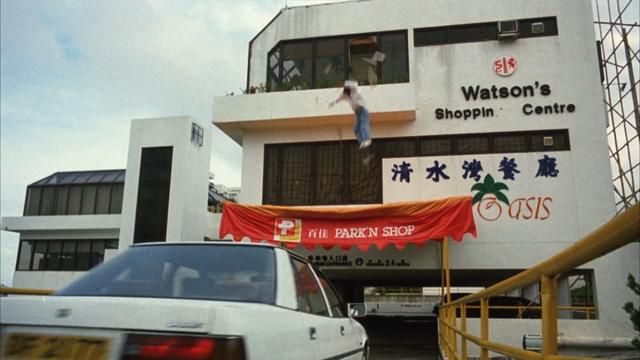 Watson's
Shoppin Centre
清水灣餐廳
OASIS
P 百佳 PARK'N SHOP